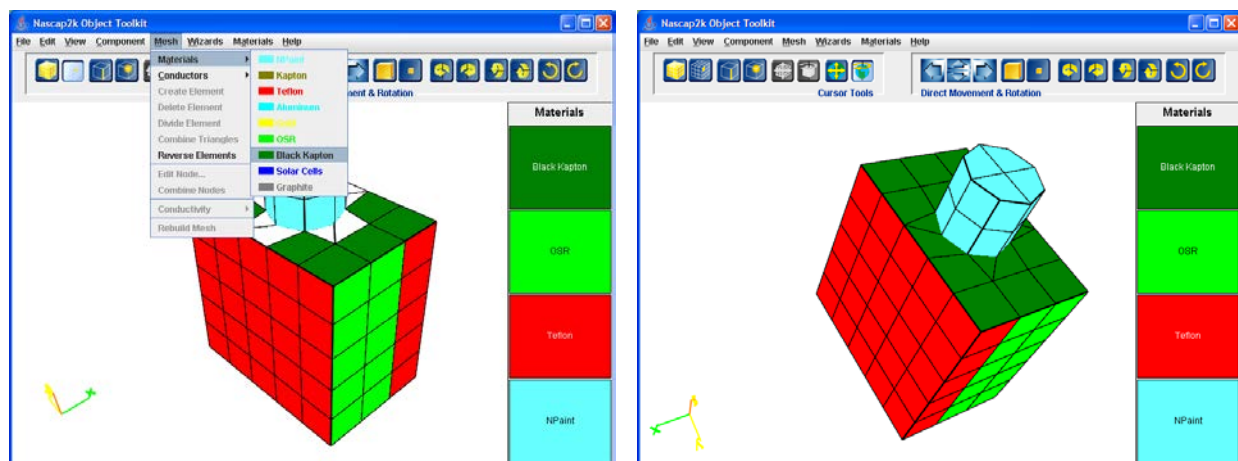 Nascap2k Object Toolkit
File Edit View Component Mesh Wizards Materials Help
Materials
Conductors
Create Element
Delete Element
Divide Element
Combine Triangles
Reverse Elements
Edit Node...
Combine Nodes
Conductivity
Rebuild Mesh
NPaint
Kapton
Teflon
Aluminum
Gold
OSR
Black Kapton
Solar Cells
Graphite
ment & Rotation
Materials
Black Kapton
OSR
Teflon
NPaint
x
Nascap2k Object Toolkit
File Edit View Component Mesh Wizards Materials Help
Cursor Tools
Direct Movement & Rotation
Materials
Black Kapton
OSR
Teflon
NPaint
x